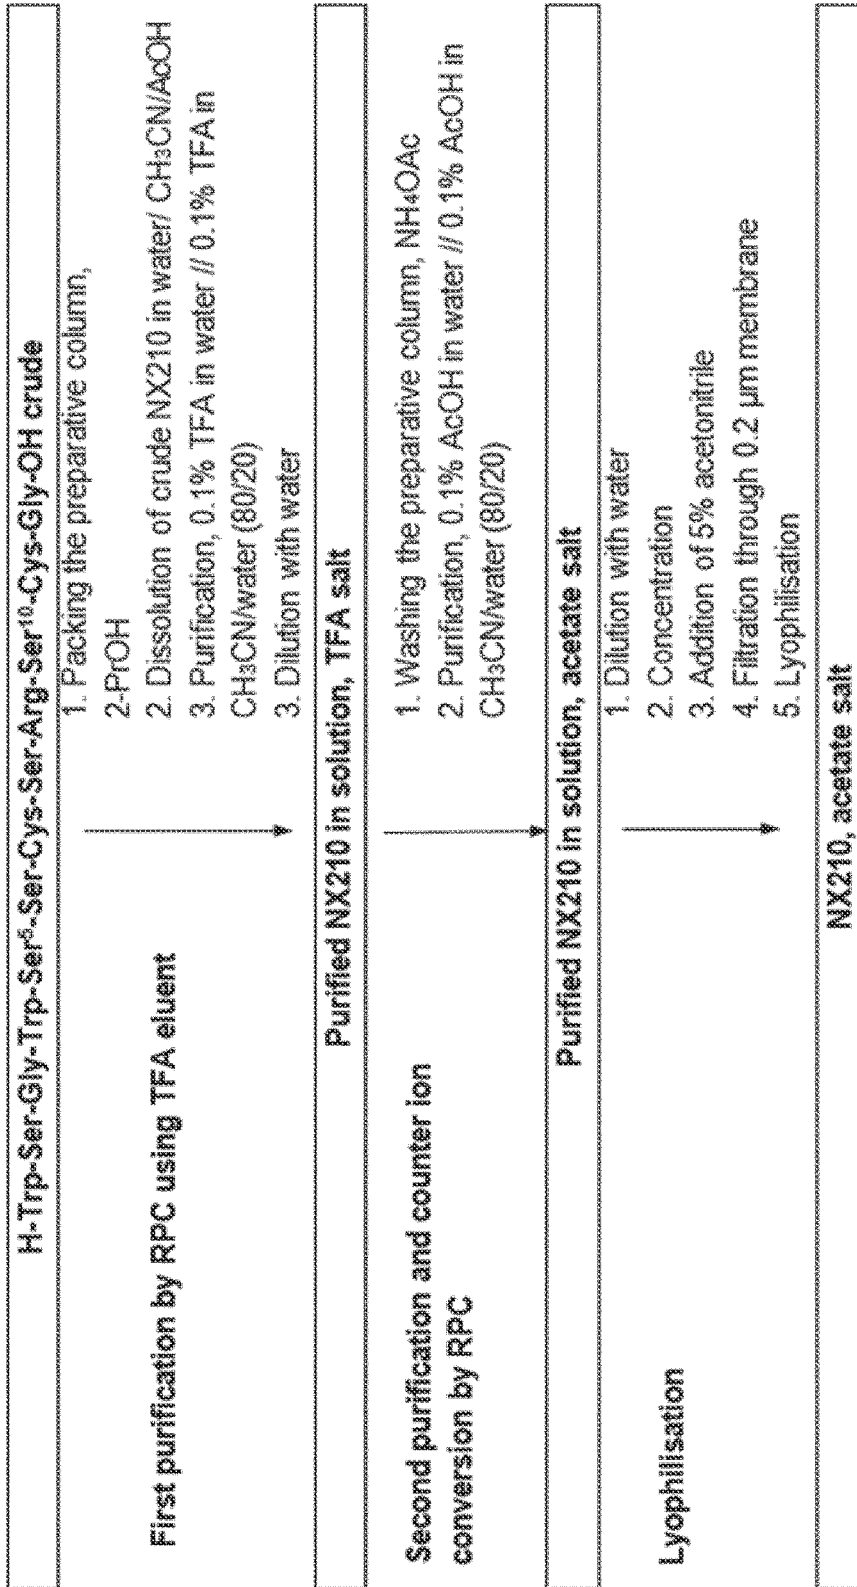 H-Trp-Ser-Gly-Trp-Ser⁵-Ser-Cys-Ser-Arg-Ser¹⁰-Cys-Gly-OH crude
First purification by RPC using TFA eluent
1. Packing the preparative column,
2-PrOH
2. Dissolution of crude NX210 in water/ CH₃CN/AcOH
3. Purification, 0.1% TFA in water // 0.1% TFA in
CH₃CN/water (80/20)
3. Dilution with water
Purified NX210 in solution, TFA salt
Second purification and counter ion
conversion by RPC
1. Washing the preparative column, NH₄OAc
2. Purification, 0.1% AcOH in water // 0.1% AcOH in
CH₃CN/water (80/20)
Purified NX210 in solution, acetate salt
Lyophilisation
1. Dilution with water
2. Concentration
3. Addition of 5% acetonitrile
4. Filtration through 0.2 µm membrane
5. Lyophilisation
NX210, acetate salt